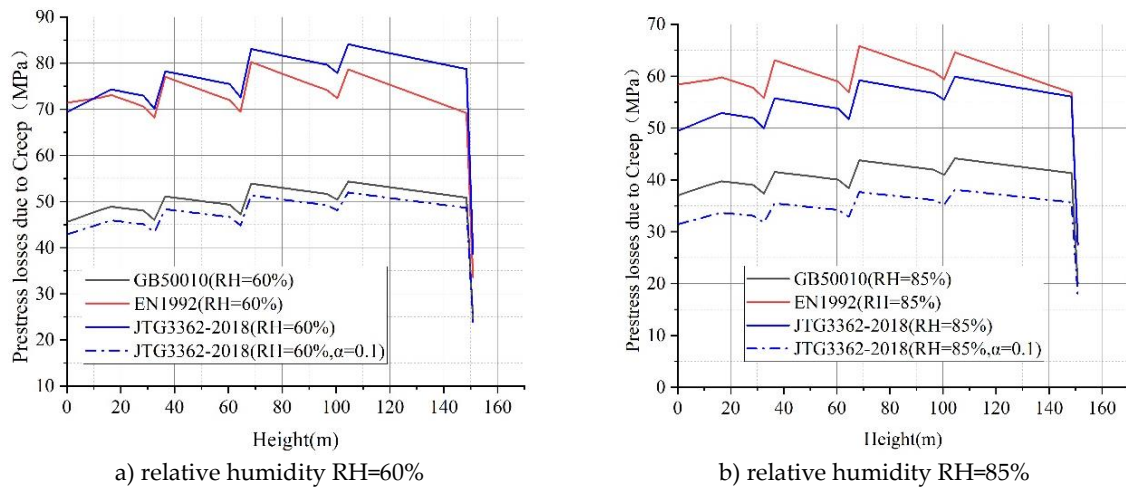 90
80
70
60
50
40
30
20
10
Prestress losses due to Creep（MPa）
GB50010(RH=60%)
EN1992(RH=60%)
JTG3362-2018(RH=60%)
JTG3362-2018(RH=60%,α=0.1)
0 20 40 60 80 100 120 140 160
Height(m)
a) relative humidity RH=60%
70
60
50
40
30
20
10
0
Prestress losses due to Creep（MPa）
GB50010(RH=85%)
EN1992(RH=85%)
JTG3362-2018(RH=85%)
JTG3362-2018(RH=85%,α=0.1)
0 20 40 60 80 100 120 140 160
Height(m)
b) relative humidity RH=85%